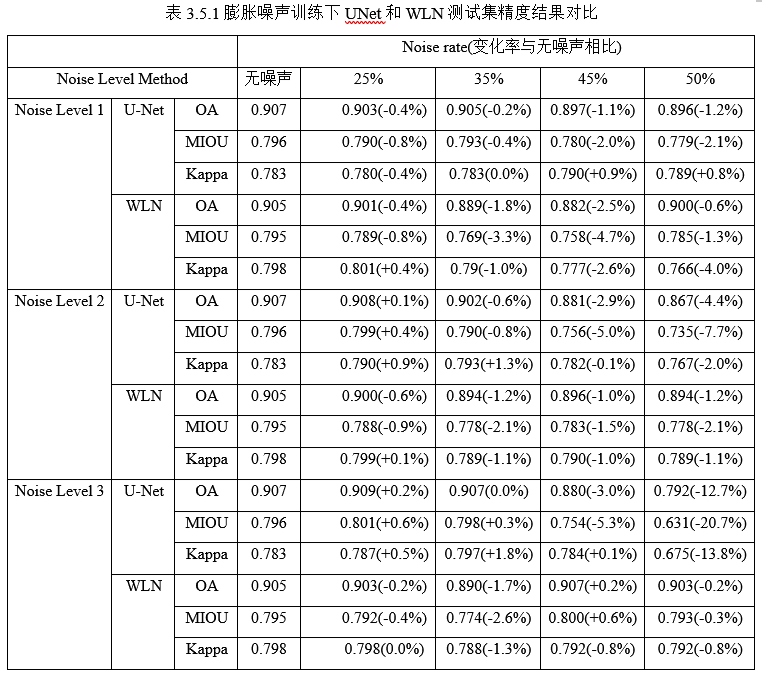 表 3.5.1 膨胀噪声训练下 UNet 和 WLN 测试集精度结果对比
Noise rate(变化率与无噪声相比)
Noise Level Method 无噪声 25% 35% 45% 50%
Noise Level 1 U-Net OA 0.907 0.903(-0.4%) 0.905(-0.2%) 0.897(-1.1%) 0.896(-1.2%)
MIOU 0.796 0.790(-0.8%) 0.793(-0.4%) 0.780(-2.0%) 0.779(-2.1%)
Kappa 0.783 0.780(-0.4%) 0.783(0.0%) 0.790(+0.9%) 0.789(+0.8%)
WLN OA 0.905 0.901(-0.4%) 0.889(-1.8%) 0.882(-2.5%) 0.900(-0.6%)
MIOU 0.795 0.789(-0.8%) 0.769(-3.3%) 0.758(-4.7%) 0.785(-1.3%)
Kappa 0.798 0.801(+0.4%) 0.79(-1.0%) 0.777(-2.6%) 0.766(-4.0%)
Noise Level 2 U-Net OA 0.907 0.908(+0.1%) 0.902(-0.6%) 0.881(-2.9%) 0.867(-4.4%)
MIOU 0.796 0.799(+0.4%) 0.790(-0.8%) 0.756(-5.0%) 0.735(-7.7%)
Kappa 0.783 0.790(+0.9%) 0.793(+1.3%) 0.782(-0.1%) 0.767(-2.0%)
WLN OA 0.905 0.900(-0.6%) 0.894(-1.2%) 0.896(-1.0%) 0.894(-1.2%)
MIOU 0.795 0.788(-0.9%) 0.778(-2.1%) 0.783(-1.5%) 0.778(-2.1%)
Kappa 0.798 0.799(+0.1%) 0.789(-1.1%) 0.790(-1.0%) 0.789(-1.1%)
Noise Level 3 U-Net OA 0.907 0.909(+0.2%) 0.907(0.0%) 0.880(-3.0%) 0.792(-12.7%)
MIOU 0.796 0.801(+0.6%) 0.798(+0.3%) 0.754(-5.3%) 0.631(-20.7%)
Kappa 0.783 0.787(+0.5%) 0.797(+1.8%) 0.784(+0.1%) 0.675(-13.8%)
WLN OA 0.905 0.903(-0.2%) 0.890(-1.7%) 0.907(+0.2%) 0.903(-0.2%)
MIOU 0.795 0.792(-0.4%) 0.774(-2.6%) 0.800(+0.6%) 0.793(-0.3%)
Kappa 0.798 0.798(0.0%) 0.788(-1.3%) 0.792(-0.8%) 0.792(-0.8%)